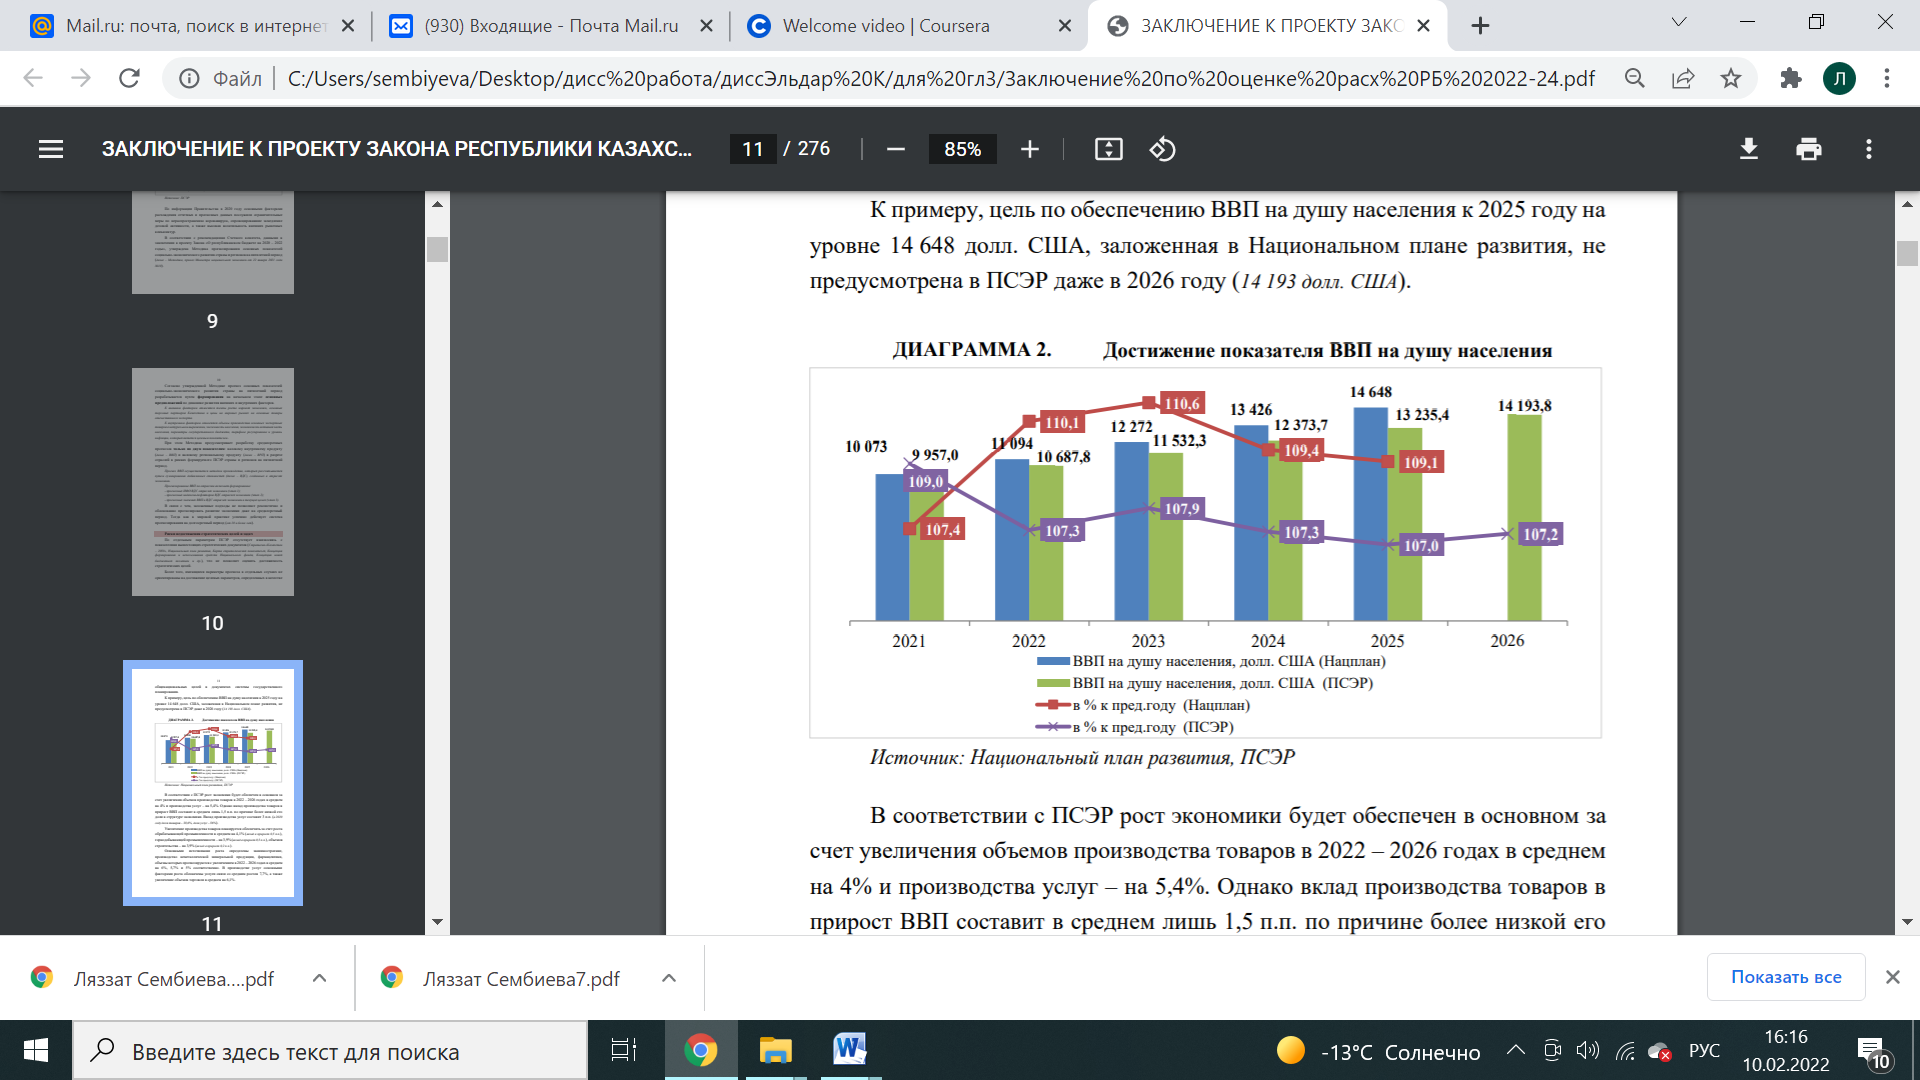 Mail.ru: почта, поиск в интернет
(930) Входящие - Почта Mail.ru
Welcome video | Coursera
ЗАКЛЮЧЕНИЕ К ПРОЕКТУ ЗАКО
Файл
C:/Users/sembiyeva/Desktop/дисс%20работа/диссЭльдар%20К/для%20гл3/Заключение%20по%20оценке%20расх%20РБ%202022-24.pdf
Л
ЗАКЛЮЧЕНИЕ К ПРОЕКТУ ЗАКОНА РЕСПУБЛИКИ КАЗАХС...
11 / 276
85%
9
10
11
К примеру, цель по обеспечению ВВП на душу населения к 2025 году на
уровне 14 648 долл. США, заложенная в Национальном плане развития, не
предусмотрена в ПСЭР даже в 2026 году (14 193 долл. США).
ДИАГРАММА 2. Достижение показателя ВВП на душу населения
10 073
9 957,0
109,0
107,4
11 094
10 687,8
110,1
107,3
12 272
11 532,3
110,6
107,9
13 426
12 373,7
109,4
107,3
14 648
13 235,4
109,1
107,0
14 193,8
107,2
2021 2022 2023 2024 2025 2026
ВВП на душу населения, долл. США (Нацплан)
ВВП на душу населения, долл. США (ПСЭР)
в % к пред.году (Нацплан)
в % к пред.году (ПСЭР)
Источник: Национальный план развития, ПСЭР
В соответствии с ПСЭР рост экономики будет обеспечен в основном за
счет увеличения объемов производства товаров в 2022 – 2026 годах в среднем
на 4% и производства услуг – на 5,4%. Однако вклад производства товаров в
прирост ВВП составит в среднем лишь 1,5 п.п. по причине более низкой его
Ляззат Сембиева....pdf
Ляззат Сембиева7.pdf
Показать все
Введите здесь текст для поиска
-13°C Солнечно
РУС
16:16
10.02.2022
10